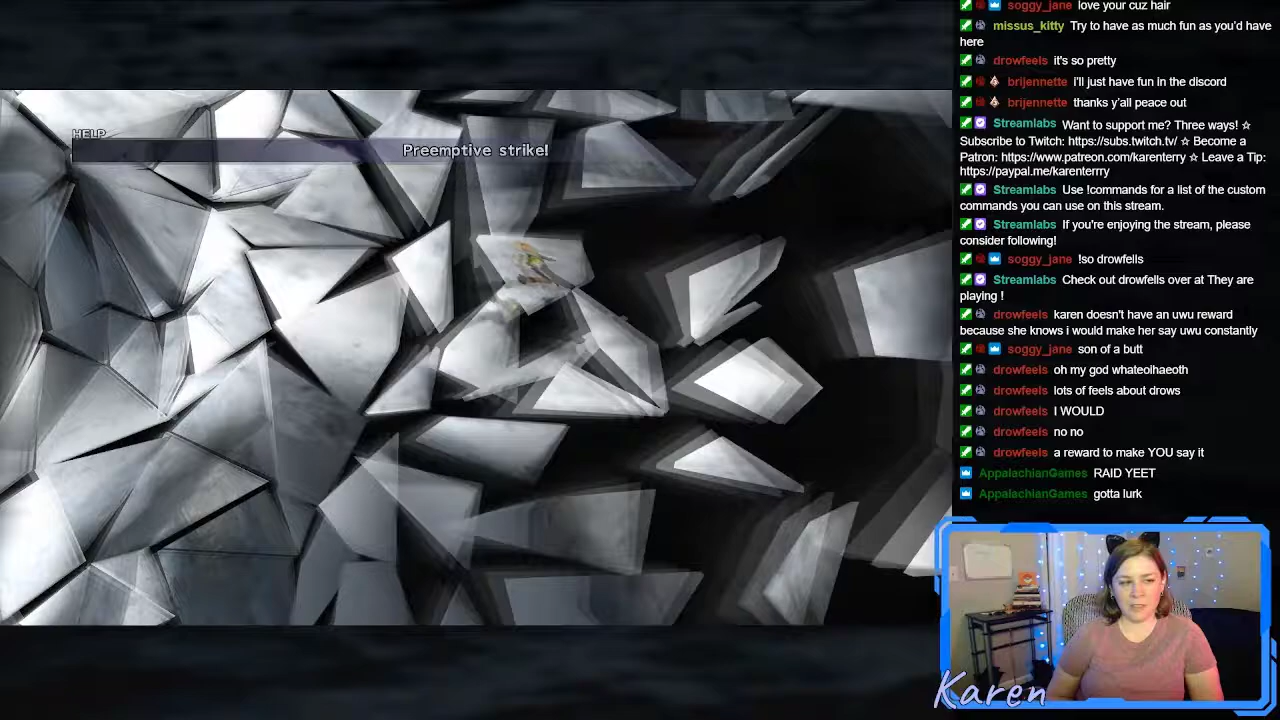 HELP
Preemptive strike!
soggy_jane love your cuz hair
missus_kitty Try to have as much fun as you'd have
here
drowfeels it's so pretty
brijennette i'll just have fun in the discord
brijennette thanks y'all peace out
Streamlabs Want to support me? Three ways! ☆
Subscribe to Twitch: https://subs.twitch.tv/ ☆ Become a
Patron: https://www.patreon.com/karenterry ☆ Leave a Tip:
https://paypal.me/karenterrry
Streamlabs Use !commands for a list of the custom
commands you can use on this stream.
Streamlabs If you're enjoying the stream, please
consider following!
soggy_jane !so drowfells
Streamlabs Check out drowfells over at They are
playing !
drowfeels karen doesn't have an uwu reward
because she knows i would make her say uwu constantly
soggy_jane son of a butt
drowfeels oh my god whateoihaeoth
drowfeels lots of feels about drows
drowfeels I WOULD
drowfeels no no
drowfeels a reward to make YOU say it
AppalachianGames RAID YEET
AppalachianGames gotta lurk
Karen